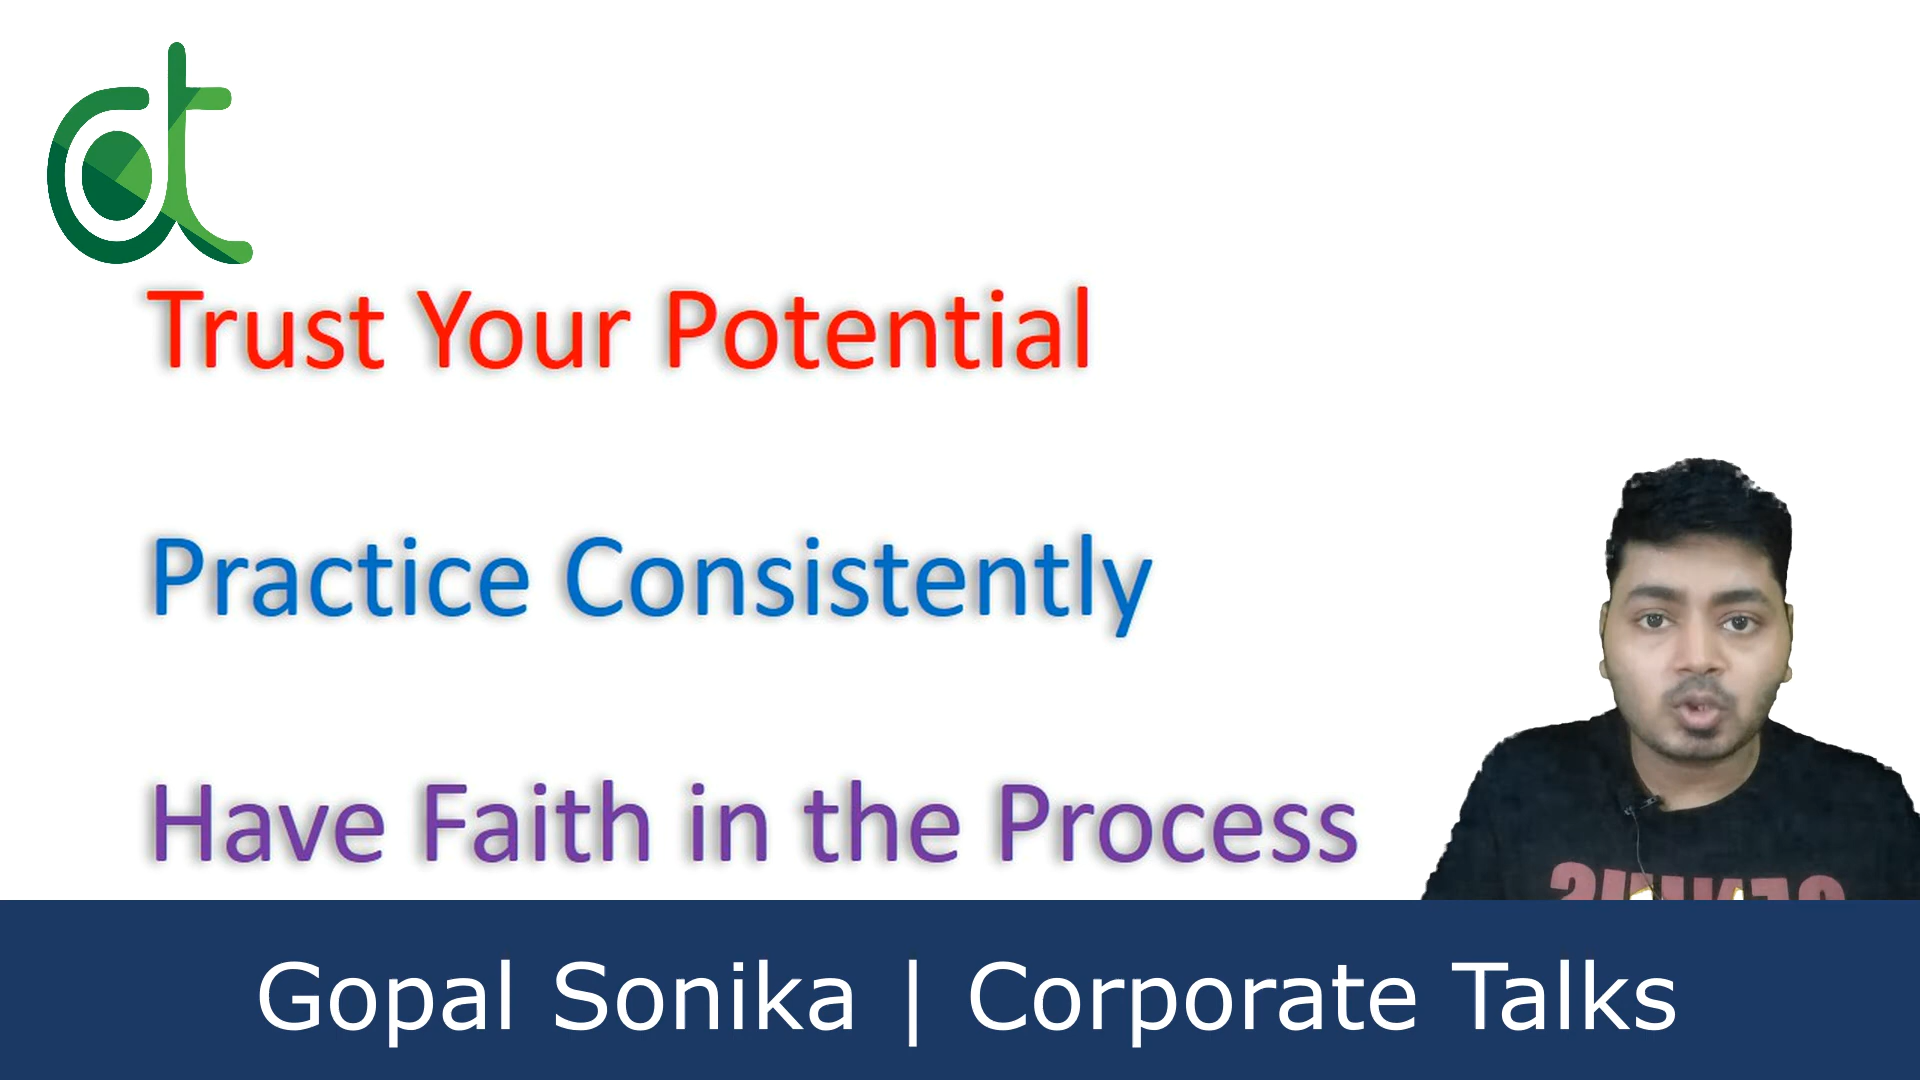 Trust Your Potential
Practice Consistently
Have Faith in the Process
Gopal Sonika | Corporate Talks